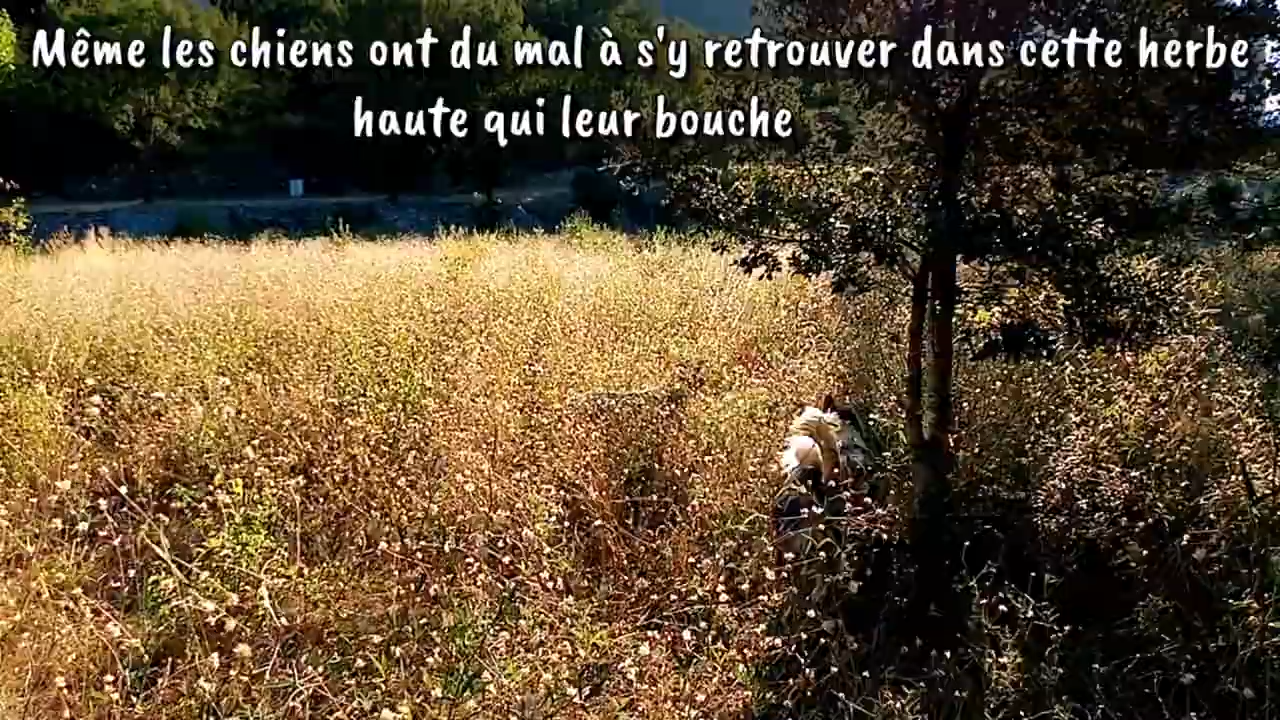 Même les chiens ont du mal à s'y retrouver dans cette herbe
haute qui leur bouche